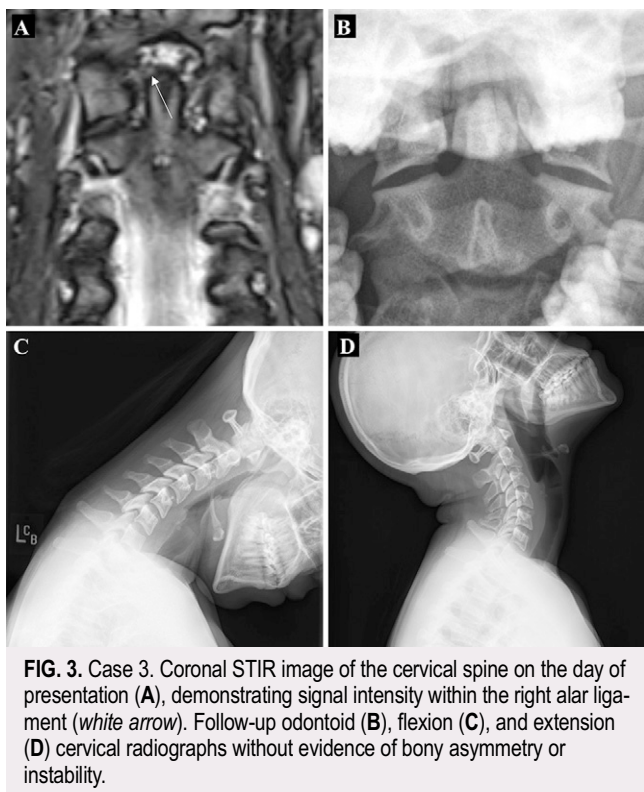 A
B
C
D
LCB
FIG. 3. Case 3. Coronal STIR image of the cervical spine on the day of
presentation (A), demonstrating signal intensity within the right alar liga-
ment (white arrow). Follow-up odontoid (B), flexion (C), and extension
(D) cervical radiographs without evidence of bony asymmetry or
instability.